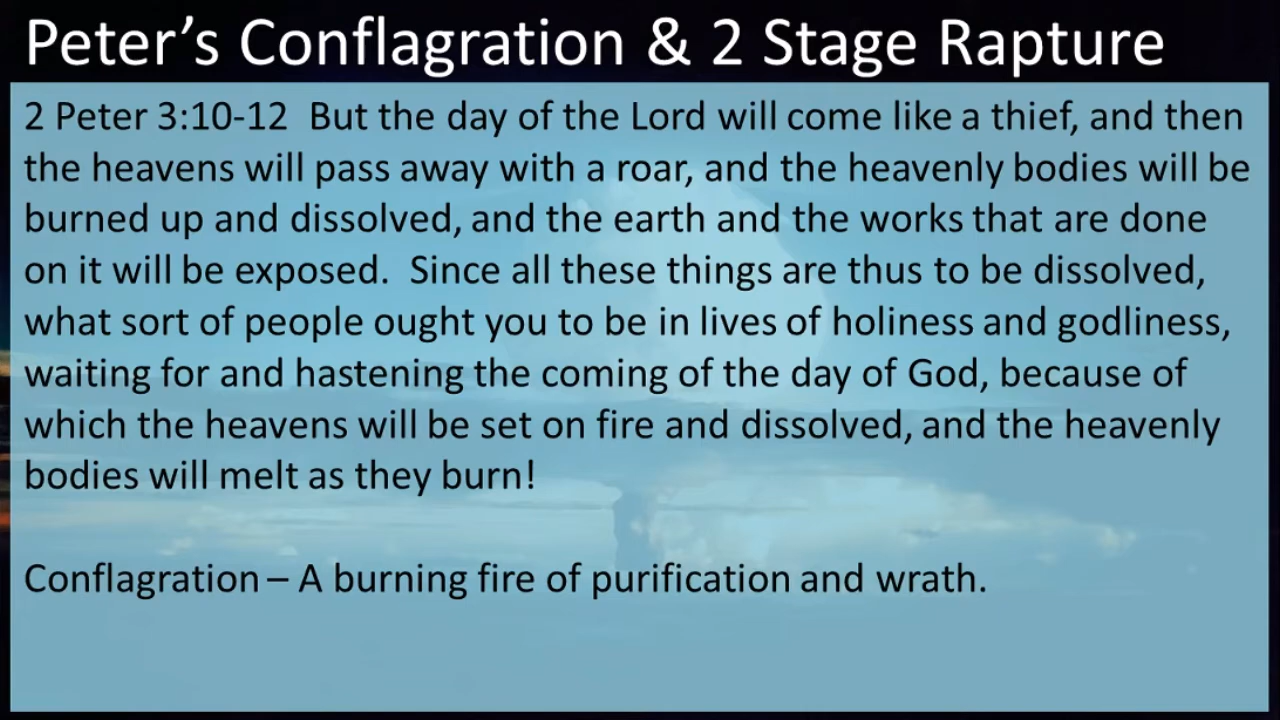 Peter's Conflagration & 2 Stage Rapture
2 Peter 3:10-12  But the day of the Lord will come like a thief, and then
the heavens will pass away with a roar, and the heavenly bodies will be
burned up and dissolved, and the earth and the works that are done
on it will be exposed.  Since all these things are thus to be dissolved,
what sort of people ought you to be in lives of holiness and godliness,
waiting for and hastening the coming of the day of God, because of
which the heavens will be set on fire and dissolved, and the heavenly
bodies will melt as they burn!
Conflagration – A burning fire of purification and wrath.